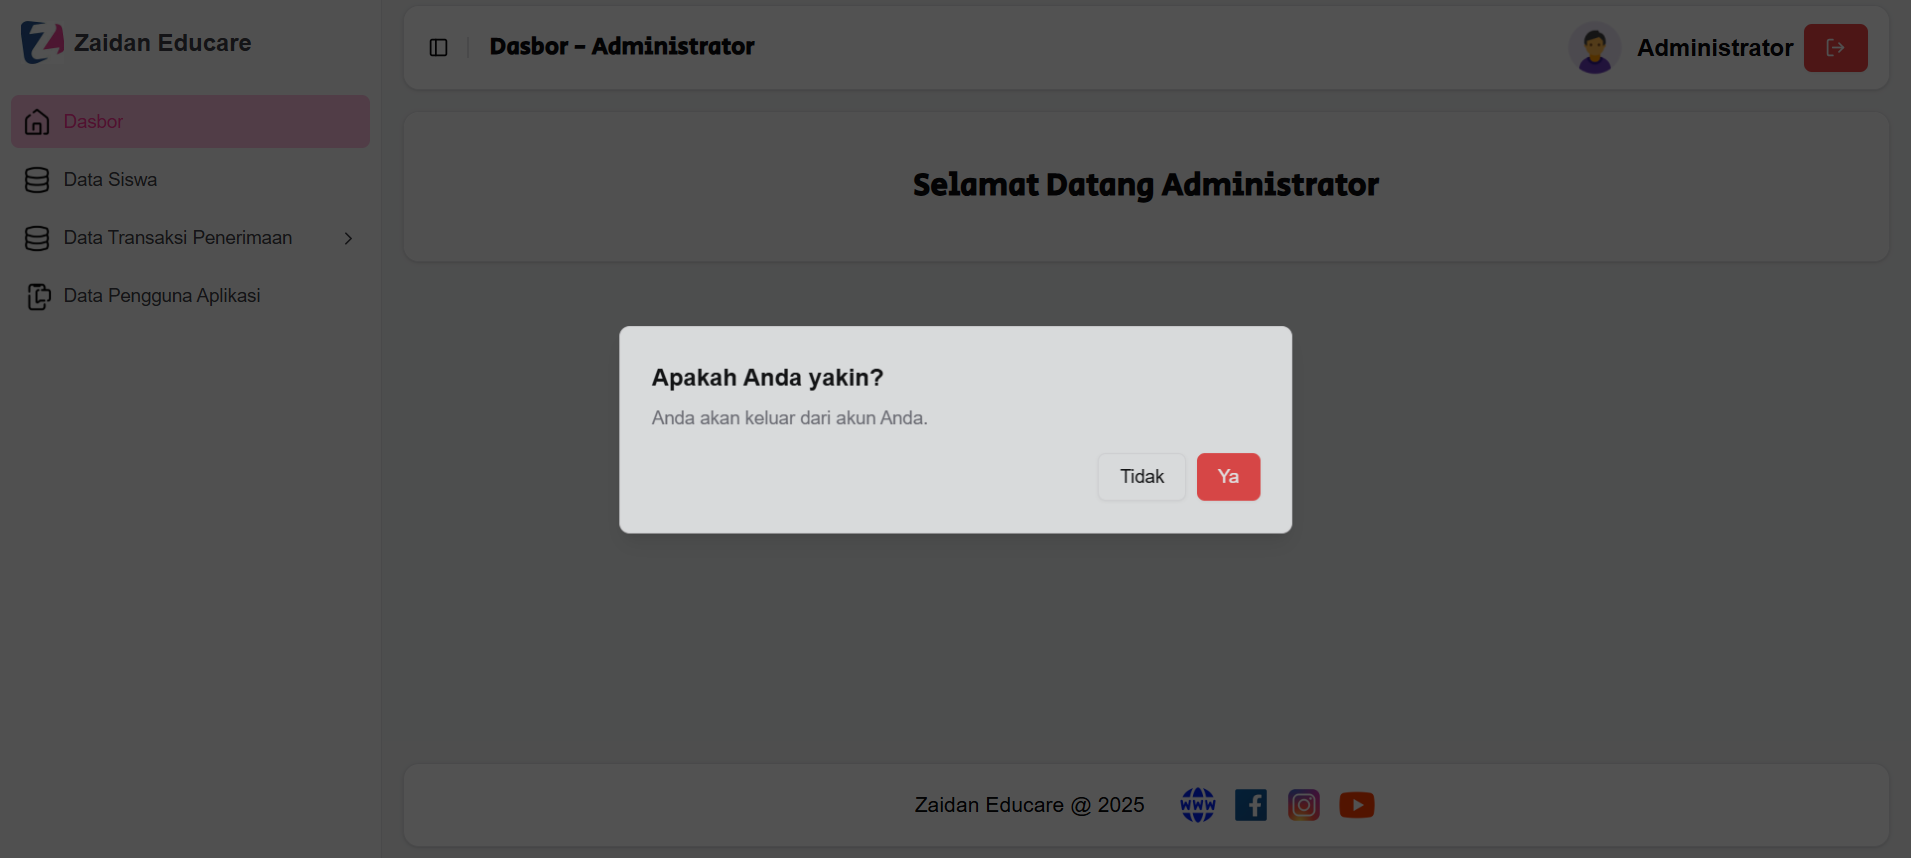 Zaidan Educare
Dasbor - Administrator
Administrator
Dasbor
Data Siswa
Data Transaksi Penerimaan
Data Pengguna Aplikasi
Selamat Datang Administrator
Apakah Anda yakin?
Anda akan keluar dari akun Anda.
Tidak
Ya
Zaidan Educare @ 2025
WWW